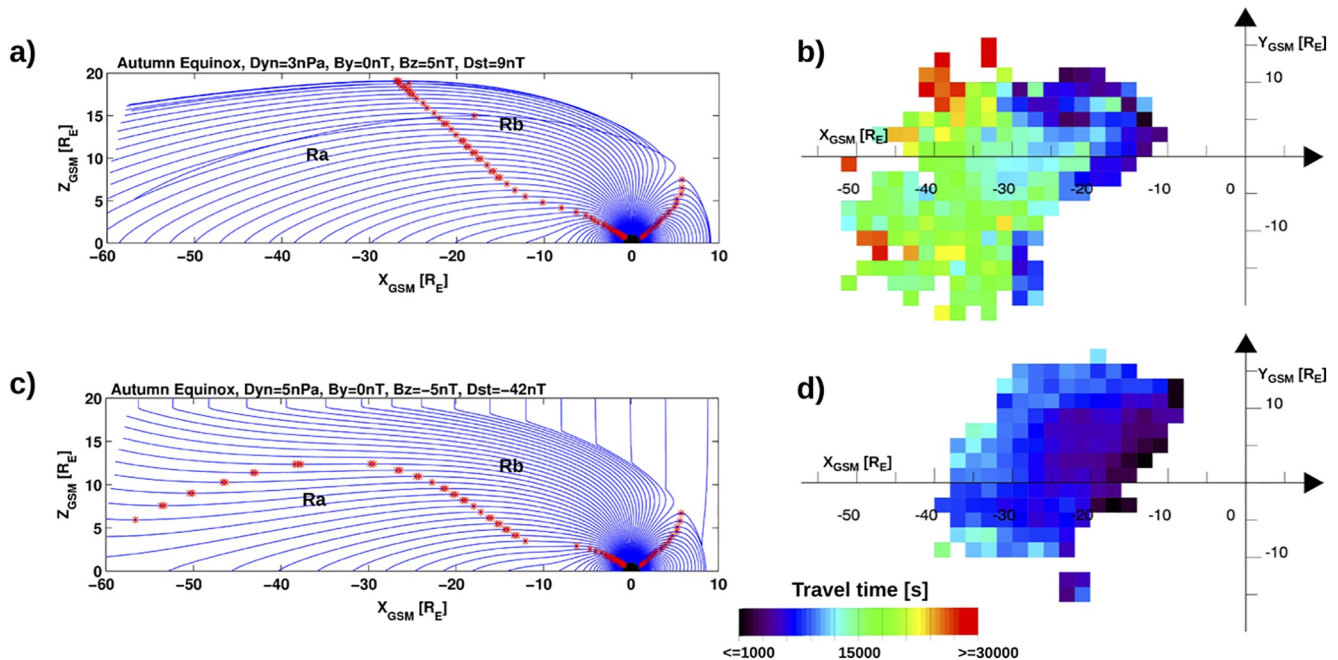 a)
Autumn Equinox, Dyn=3nPa, By=0nT, Bz=5nT, Dst=9nT
20
15
10
5
0
Z_GSM [R_E]
Ra
Rb
−60
−50
−40
−30
−20
−10
0
10
X_GSM [R_E]
b)
Y_GSM [R_E]
10
X_GSM [R_E]
-50
-40
-30
-20
-10
0
-10
c)
Autumn Equinox, Dyn=5nPa, By=0nT, Bz=−5nT, Dst=−42nT
20
15
10
5
0
Z_GSM [R_E]
Rb
Ra
−60
−50
−40
−30
−20
−10
0
10
X_GSM [R_E]
d)
Y_GSM [R_E]
10
X_GSM [R_E]
-50
-40
-30
-20
-10
0
-10
Travel time [s]
<=1000
15000
>=30000